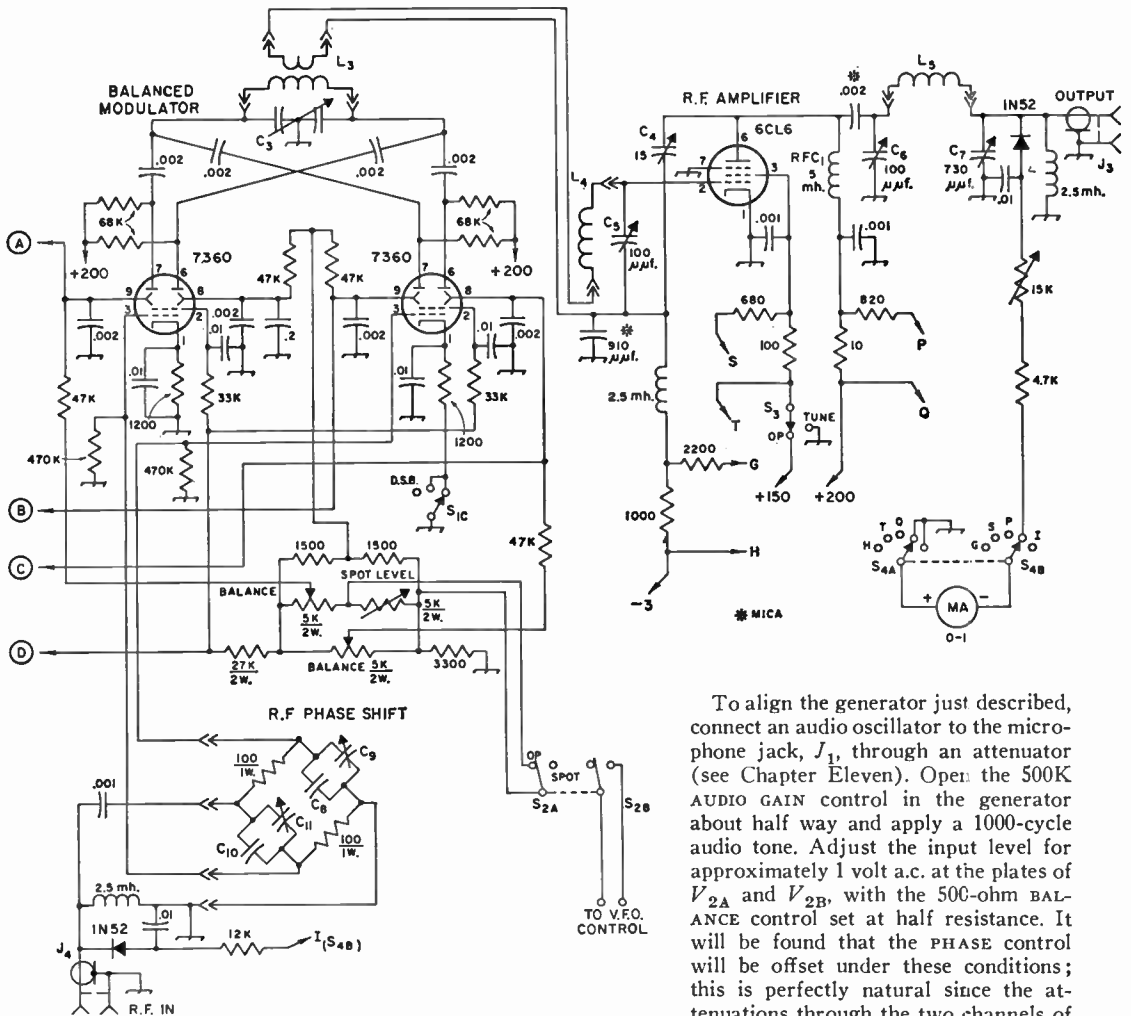 L3
BALANCED
MODULATOR
C3
.002
.002
.002
.002
68K
68K
+200
+200
7360
7360
7
6
7
6
9
8
9
8
3
2
3
2
1
1
A
47K
47K
.002
.002
.01
.2
.002
.01
.002
47K
.01
1200
33K
.01
1200
33K
470K
470K
D.S.B.
S1C
B
C
D
47K
1500
1500
BALANCE
SPOT LEVEL
5K
2W.
5K
2W.
27K
2W.
BALANCE
5K
2W.
3300
R.F. AMPLIFIER
6CL6
C4
15
6
7
3
2
1
L4
C5
100
μμf.
.001
✱
910
μμf.
2.5 mh.
2200
G
1000
H
-3
680
S
100
T
S3
TUNE
OP
+150
RFC1
5
mh.
✱
.002
C6
100
μμf.
.001
820
P
10
Q
+200
L5
C7
730
μμf.
1N52
.01
2.5mh.
OUTPUT
J3
15K
4.7K
H T Q
G S P I
S4A
S4B
+ MA -
0-1
✱ MICA
R.F PHASE SHIFT
100
1W.
C9
C8
C11
C10
100
1W.
.001
2.5 mh.
1N52
.01
12K
I(S4B)
J4
R.F. IN
OP
SPOT
S2A
S2B
TO V.F.O.
CONTROL
To align the generator just described,
connect an audio oscillator to the micro-
phone jack, J1, through an attenuator
(see Chapter Eleven). Open the 500K
AUDIO GAIN control in the generator
about half way and apply a 1000-cycle
audio tone. Adjust the input level for
approximately 1 volt a.c. at the plates of
V2A and V2B, with the 500-ohm BAL-
ANCE control set at half resistance. It
will be found that the PHASE control
will be offset under these conditions;
this is perfectly natural since the at-
tenuations through the two channels of